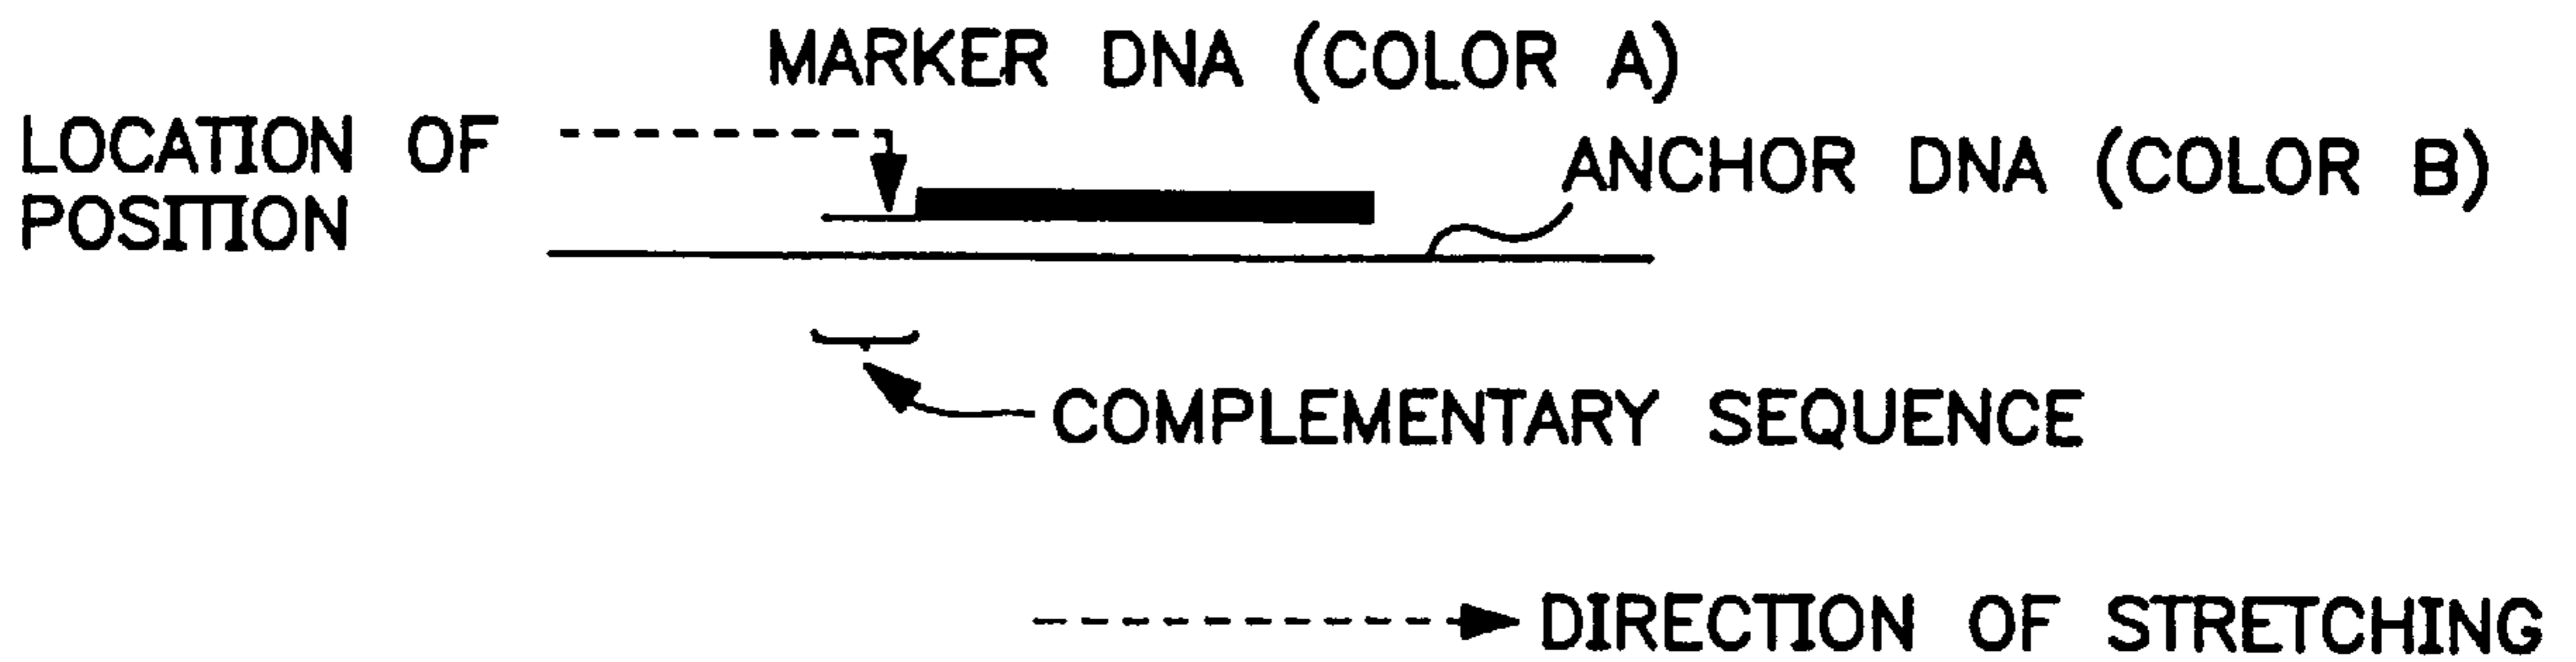 MARKER DNA (COLOR A)
LOCATION OF
POSITION
ANCHOR DNA (COLOR B)
COMPLEMENTARY SEQUENCE
DIRECTION OF STRETCHING